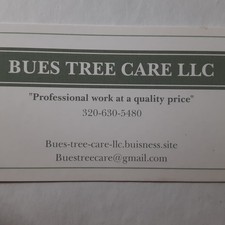 BUES TREE CARE LLC
"Professional work at a quality price"
320-630-5480
Bues-tree-care-llc.buisness.site
Buestreecare@gmail.com